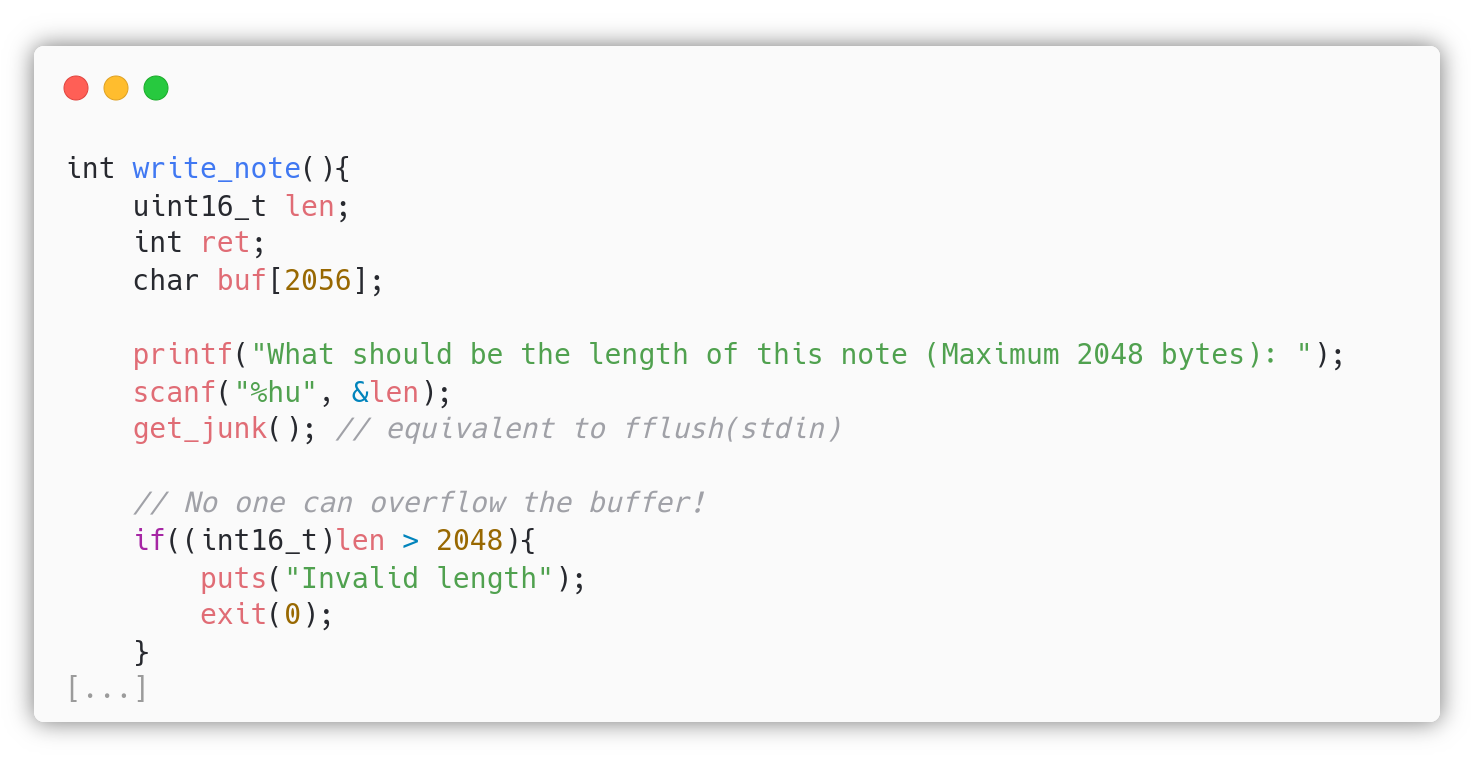 int write_note(){
    uint16_t len;
    int ret;
    char buf[2056];

    printf("What should be the length of this note (Maximum 2048 bytes): ");
    scanf("%hu", &len);
    get_junk(); // equivalent to fflush(stdin)

    // No one can overflow the buffer!
    if((int16_t)len > 2048){
        puts("Invalid length");
        exit(0);
    }
[...]